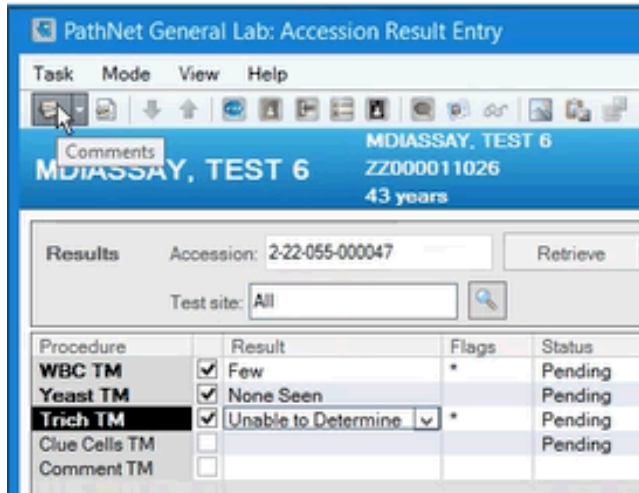 PathNet General Lab: Accession Result Entry
Task Mode View Help
Comments
MDIASSAY, TEST 6
MDIASSAY, TEST 6
ZZ000011026
43 years
Results Accession: 2-22-055-000047 Retrieve
Test site: All
Procedure Result Flags Status
WBC TM Few * Pending
Yeast TM None Seen Pending
Trich TM Unable to Determine * Pending
Clue Cells TM Pending
Comment TM